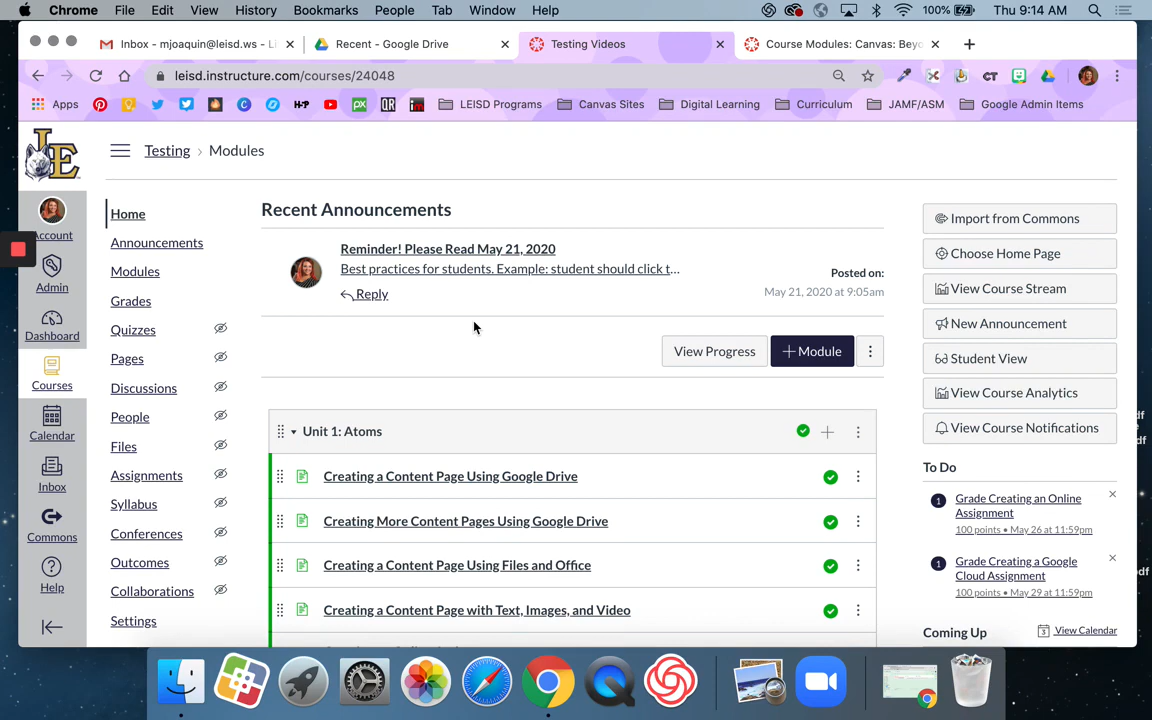 Chrome File Edit View History Bookmarks People Tab Window Help 100% Thu 9:14 AM
Inbox - mjoaquin@leisd.ws - Li Recent - Google Drive Testing Videos Course Modules: Canvas: Bey
leisd.instructure.com/courses/24048
Apps LEISD Programs Canvas Sites Digital Learning Curriculum JAMF/ASM Google Admin Items
Testing › Modules
Account
Admin
Dashboard
Courses
Calendar
Inbox
Commons
Help
Home
Announcements
Modules
Grades
Quizzes
Pages
Discussions
People
Files
Assignments
Syllabus
Conferences
Outcomes
Collaborations
Settings
Recent Announcements
Reminder! Please Read May 21, 2020
Best practices for students. Example: student should click t...
Reply
Posted on:
May 21, 2020 at 9:05am
View Progress + Module
Unit 1: Atoms
Creating a Content Page Using Google Drive
Creating More Content Pages Using Google Drive
Creating a Content Page Using Files and Office
Creating a Content Page with Text, Images, and Video
Import from Commons
Choose Home Page
View Course Stream
New Announcement
Student View
View Course Analytics
View Course Notifications
To Do
1 Grade Creating an Online
Assignment
100 points • May 26 at 11:59pm
1 Grade Creating a Google
Cloud Assignment
100 points • May 29 at 11:59pm
Coming Up View Calendar